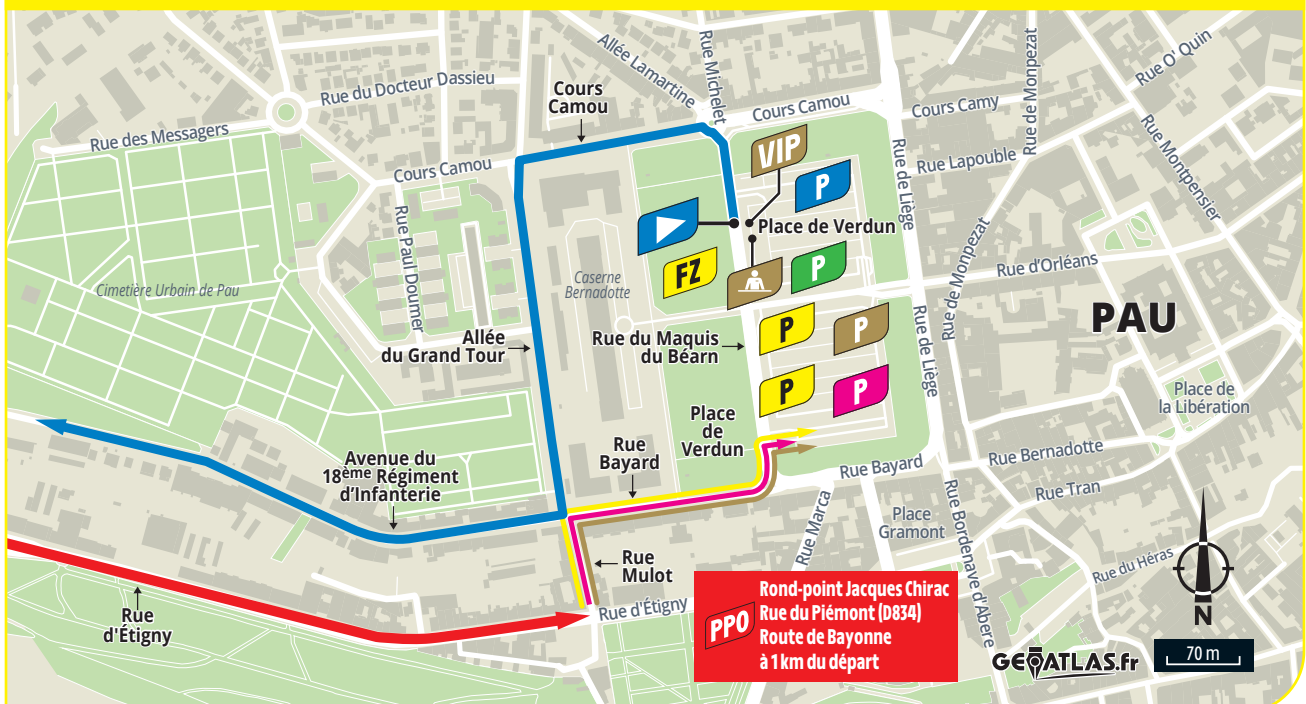 Rue du Docteur Dassieu
Rue des Messagers
Cours
Camou
Allée Lamartine
Rue Michelet
Cours Camou
Cours Camy
Rue de Monpezat
Rue O' Quin
Rue Montpensier
Rue Lapouble
Rue de Liège
Cours Camou
Rue Paul Doumer
VIP
P
Place de Verdun
FZ
P
Rue d'Orléans
Rue de Monpezat
Cimetière Urbain de Pau
Caserne
Bernadotte
Allée
du Grand Tour
Rue du Maquis
du Béarn
P
P
P
P
Rue de Liège
PAU
Place de
la Libération
Place
de
Verdun
Rue
Bayard
Avenue du
18ème Régiment
d'Infanterie
Rue Bayard
Rue Bernadotte
Rue Tran
Rue Marca
Place
Gramont
Rue Bordenave d'Abere
Rue du Héras
Rue
Mulot
Rue
d'Étigny
Rue d'Étigny
PPO
Rond-point Jacques Chirac
Rue du Piémont (D834)
Route de Bayonne
à 1 km du départ
N
GEOATLAS.fr
70 m